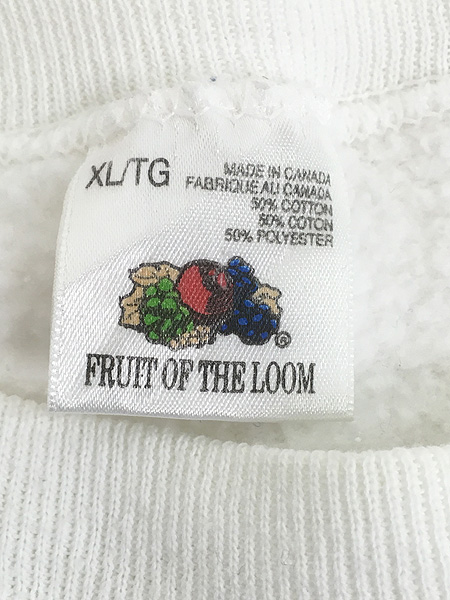 XL/TG
MADE IN CANADA
FABRIQUE AU CANADA
50% COTTON
50% COTON
50% POLYESTER
®
FRUIT OF THE LOOM